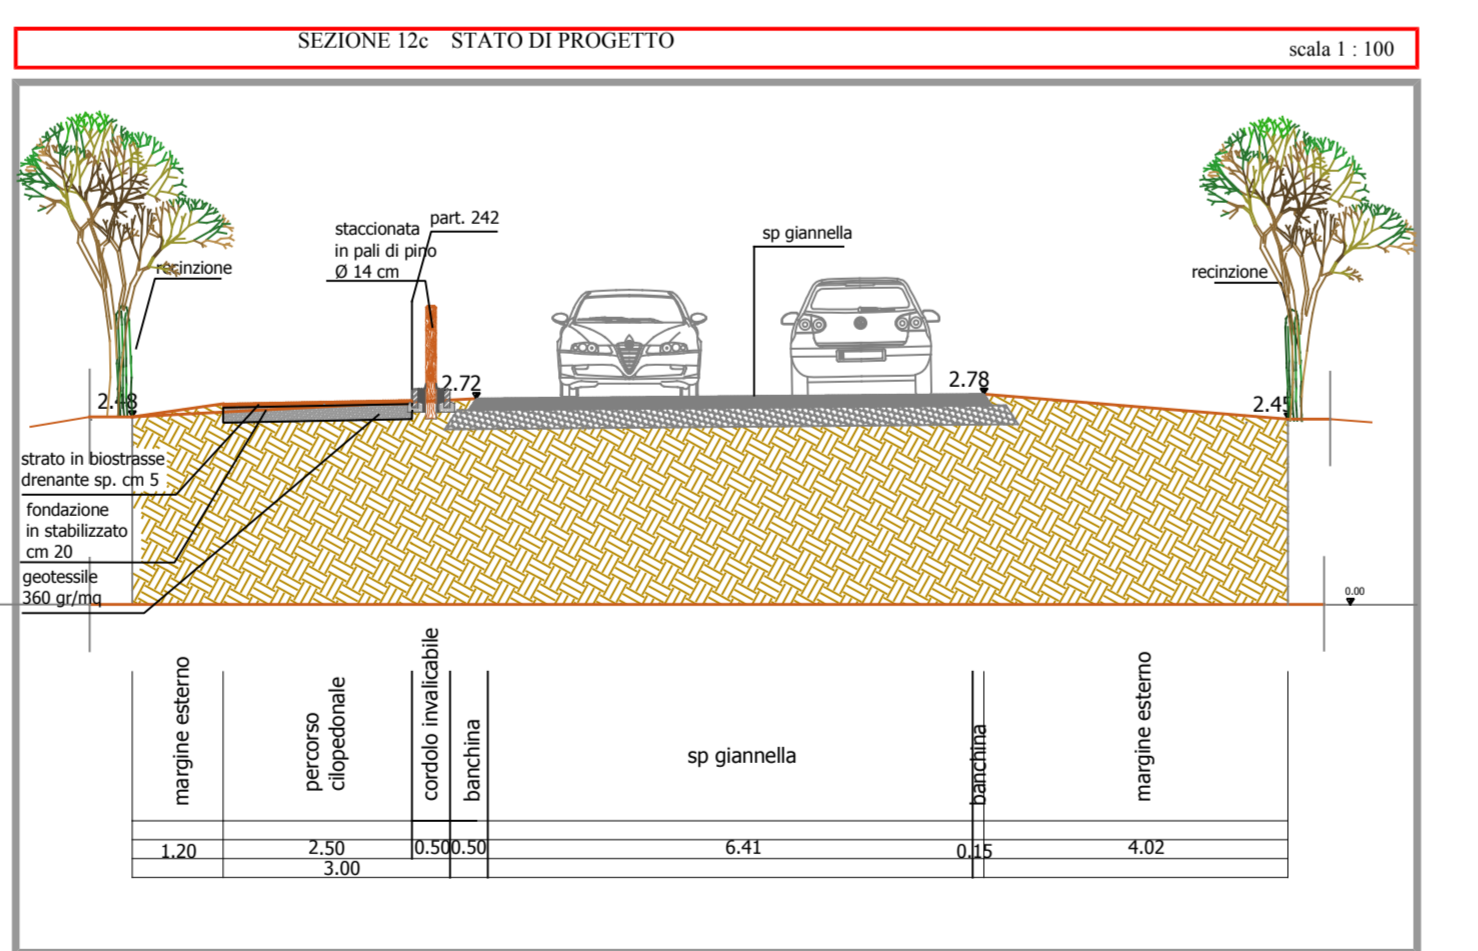 SEZIONE 12c STATO DI PROGETTO
scala 1 : 100
part. 242
staccionata
in pali di pino
Ø 14 cm
sp giannella
recinzione
recinzione
2.48
2.72
2.78
2.45
strato in biostrasse
drenante sp. cm 5
fondazione
in stabilizzato
cm 20
geotessile
360 gr/mq
0.00
margine esterno
percorso
cilopedonale
cordolo invalicabile
banchina
sp giannella
banchina
margine esterno
1.20
2.50
0.50
0.50
6.41
0.15
4.02
3.00